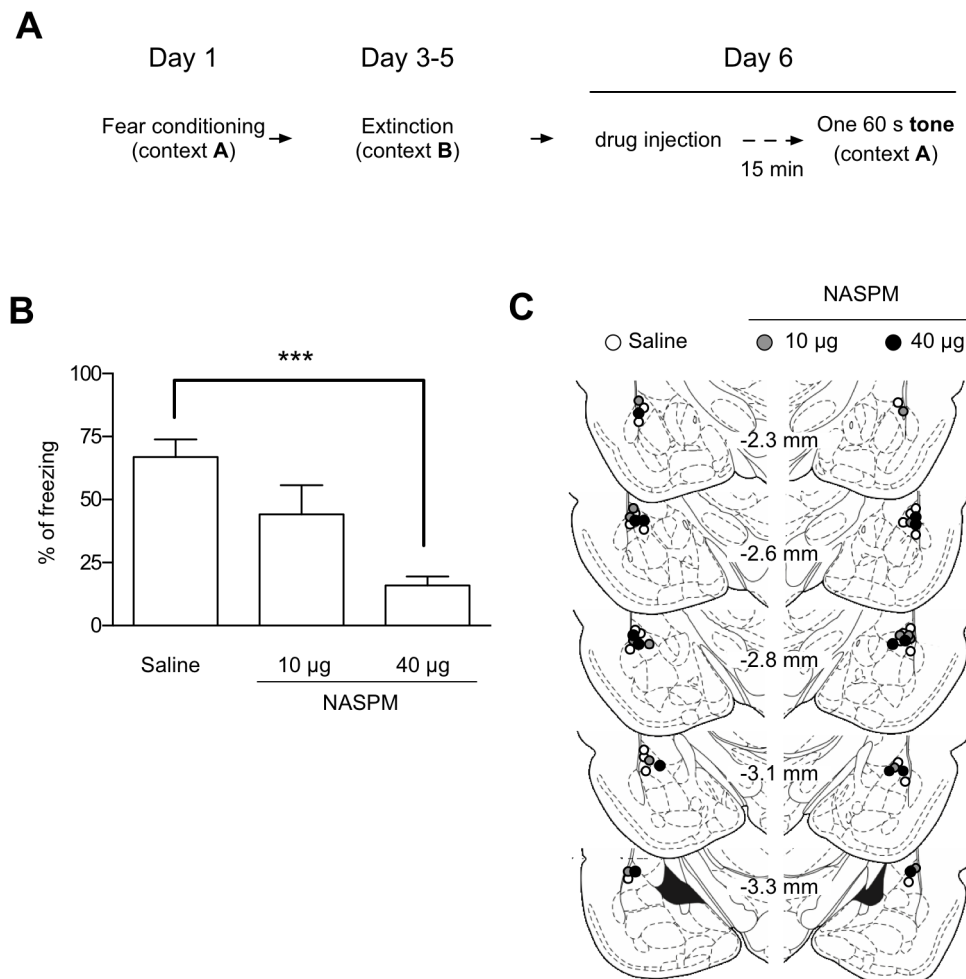 A
Day 1
Day 3-5
Day 6
Fear conditioning
(context A)
Extinction
(context B)
drug injection
15 min
One 60 s tone
(context A)
B
***
% of freezing
100
75
50
25
0
Saline
10 µg
40 µg
NASPM
C
NASPM
Saline
10 µg
40 µg
-2.3 mm
-2.6 mm
-2.8 mm
-3.1 mm
-3.3 mm